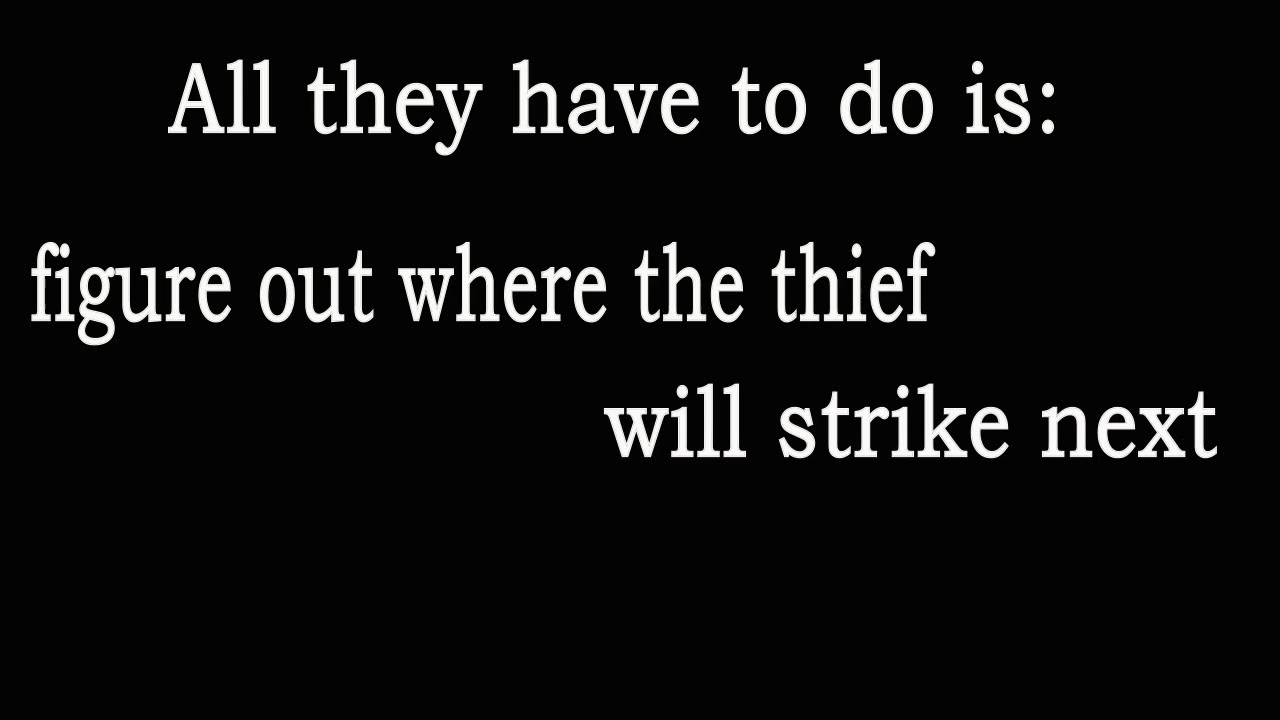 All they have to do is:
figure out where the thief
will strike next